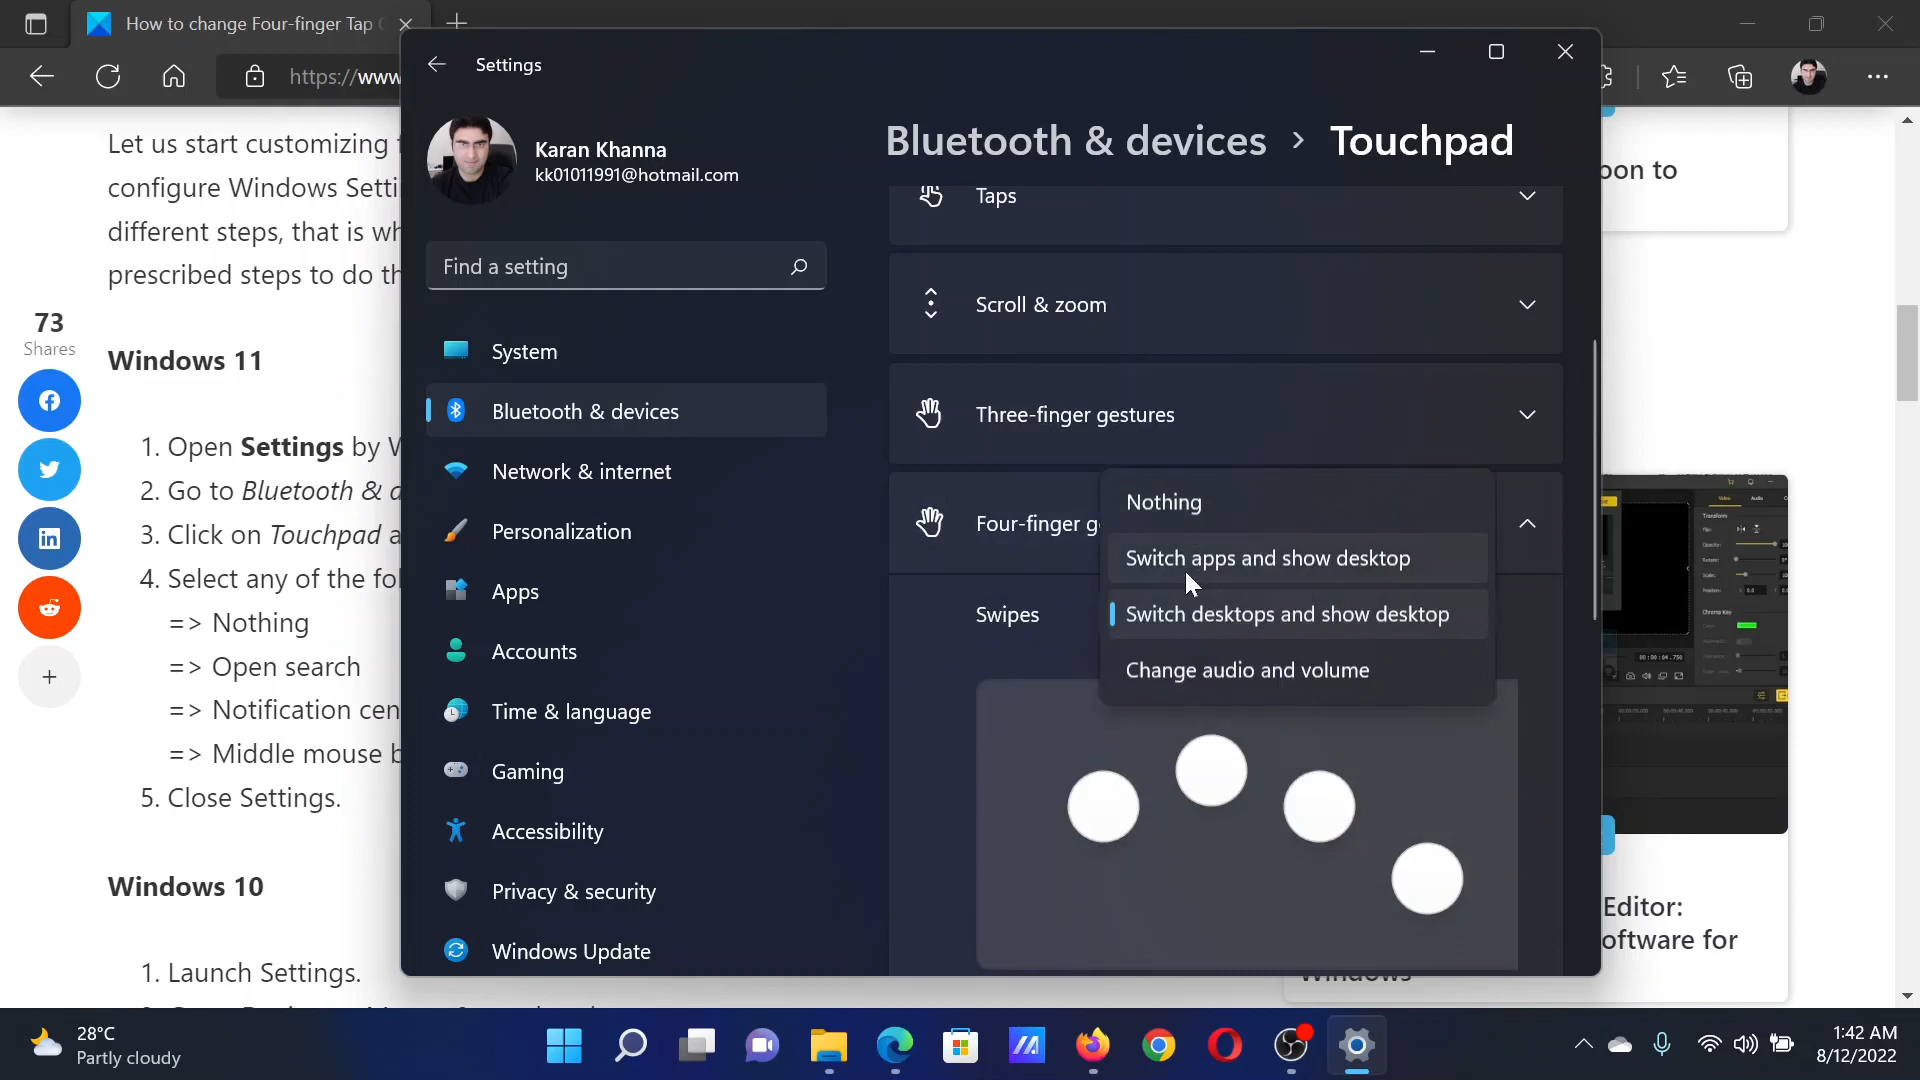 How to change Four-finger Tap
https://www
Let us start customizing
configure Windows Setti
different steps, that is wh
prescribed steps to do th
73
Shares
Windows 11
1. Open Settings by W
2. Go to Bluetooth & d
3. Click on Touchpad a
4. Select any of the fol
=> Nothing
=> Open search
=> Notification cen
=> Middle mouse b
5. Close Settings.
Windows 10
1. Launch Settings.
Settings
Karan Khanna
kk01011991@hotmail.com
Find a setting
System
Bluetooth & devices
Network & internet
Personalization
Apps
Accounts
Time & language
Gaming
Accessibility
Privacy & security
Windows Update
Bluetooth & devices > Touchpad
Taps
Scroll & zoom
Three-finger gestures
Four-finger g
Swipes
Nothing
Switch apps and show desktop
Switch desktops and show desktop
Change audio and volume
oon to
Editor:
oftware for
Windows
28°C
Partly cloudy
1:42 AM
8/12/2022